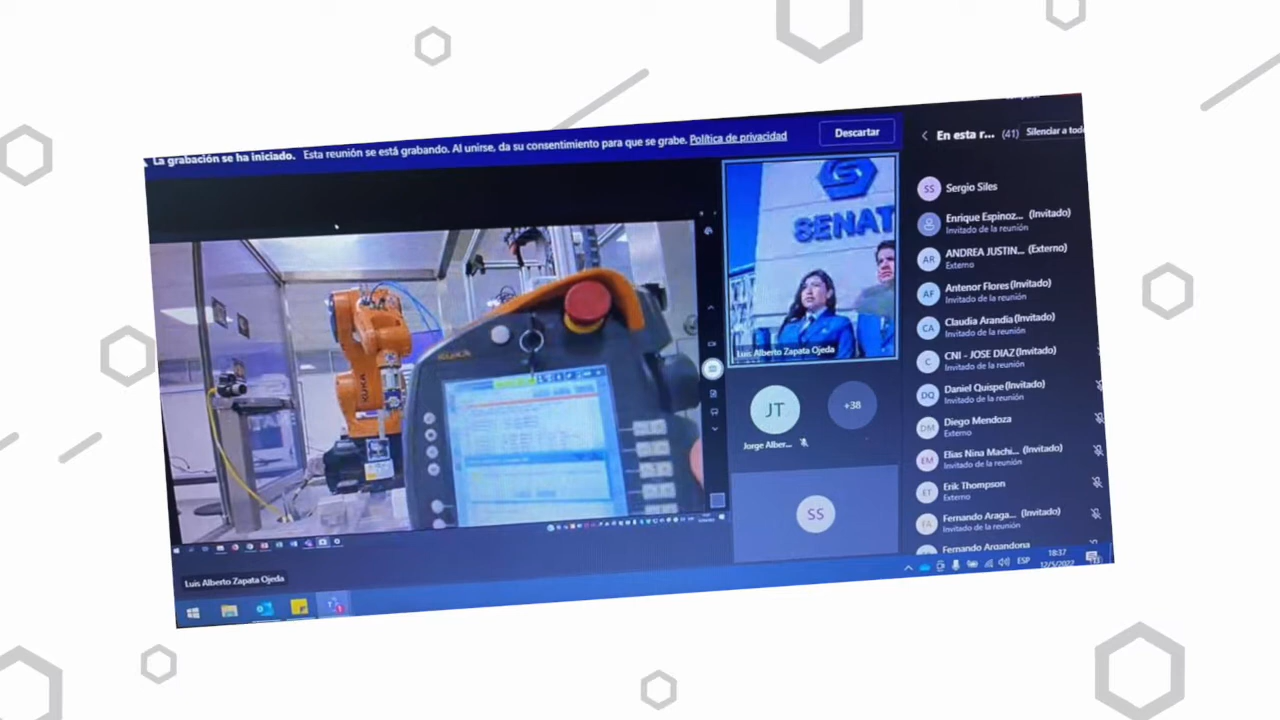 La grabación se ha iniciado. Esta reunión se está grabando. Al unirse, da su consentimiento para que se grabe. Política de privacidad
Descartar
En esta r... (41)
Silenciar a todo
SENAT
Luis Alberto Zapata Ojeda
JT
+38
Jorge Alber...
SS
KUKA
KUKA
Luis Alberto Zapata Ojeda
SS
Sergio Siles
Enrique Espinoz... (Invitado)
Invitado de la reunión
AR
ANDREA JUSTIN... (Externo)
Externo
AF
Antenor Flores (Invitado)
Invitado de la reunión
CA
Claudia Arandia (Invitado)
Invitado de la reunión
C
CNI - JOSE DIAZ (Invitado)
Invitado de la reunión
DQ
Daniel Quispe (Invitado)
Invitado de la reunión
DM
Diego Mendoza
Externo
EM
Elias Nina Machi... (Invitado)
Invitado de la reunión
ET
Erik Thompson
Externo
FA
Fernando Araga... (Invitado)
Invitado de la reunión
Fernando Argandona
ESP
18:37
12/5/2022